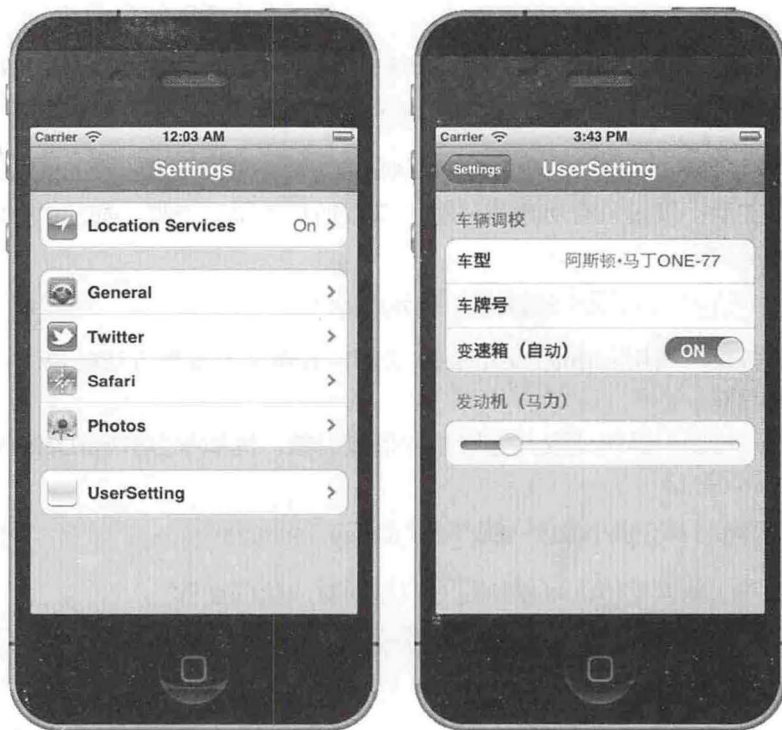 Carrier 12:03 AM
Settings
Location Services On
General
Twitter
Safari
Photos
UserSetting
Carrier 3:43 PM
Settings UserSetting
车辆调校
车型 阿斯顿·马丁ONE-77
车牌号
变速箱（自动） ON
发动机（马力）